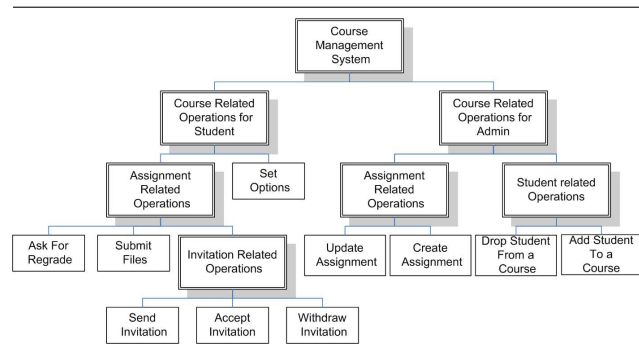 Course
Management
System
Course Related
Operations for
Student
Course Related
Operations for
Admin
Assignment
Related
Operations
Set
Options
Assignment
Related
Operations
Student related
Operations
Ask For
Regrade
Submit
Files
Invitation Related
Operations
Update
Assignment
Create
Assignment
Drop Student
From a
Course
Add Student
To a
Course
Send
Invitation
Accept
Invitation
Withdraw
Invitation